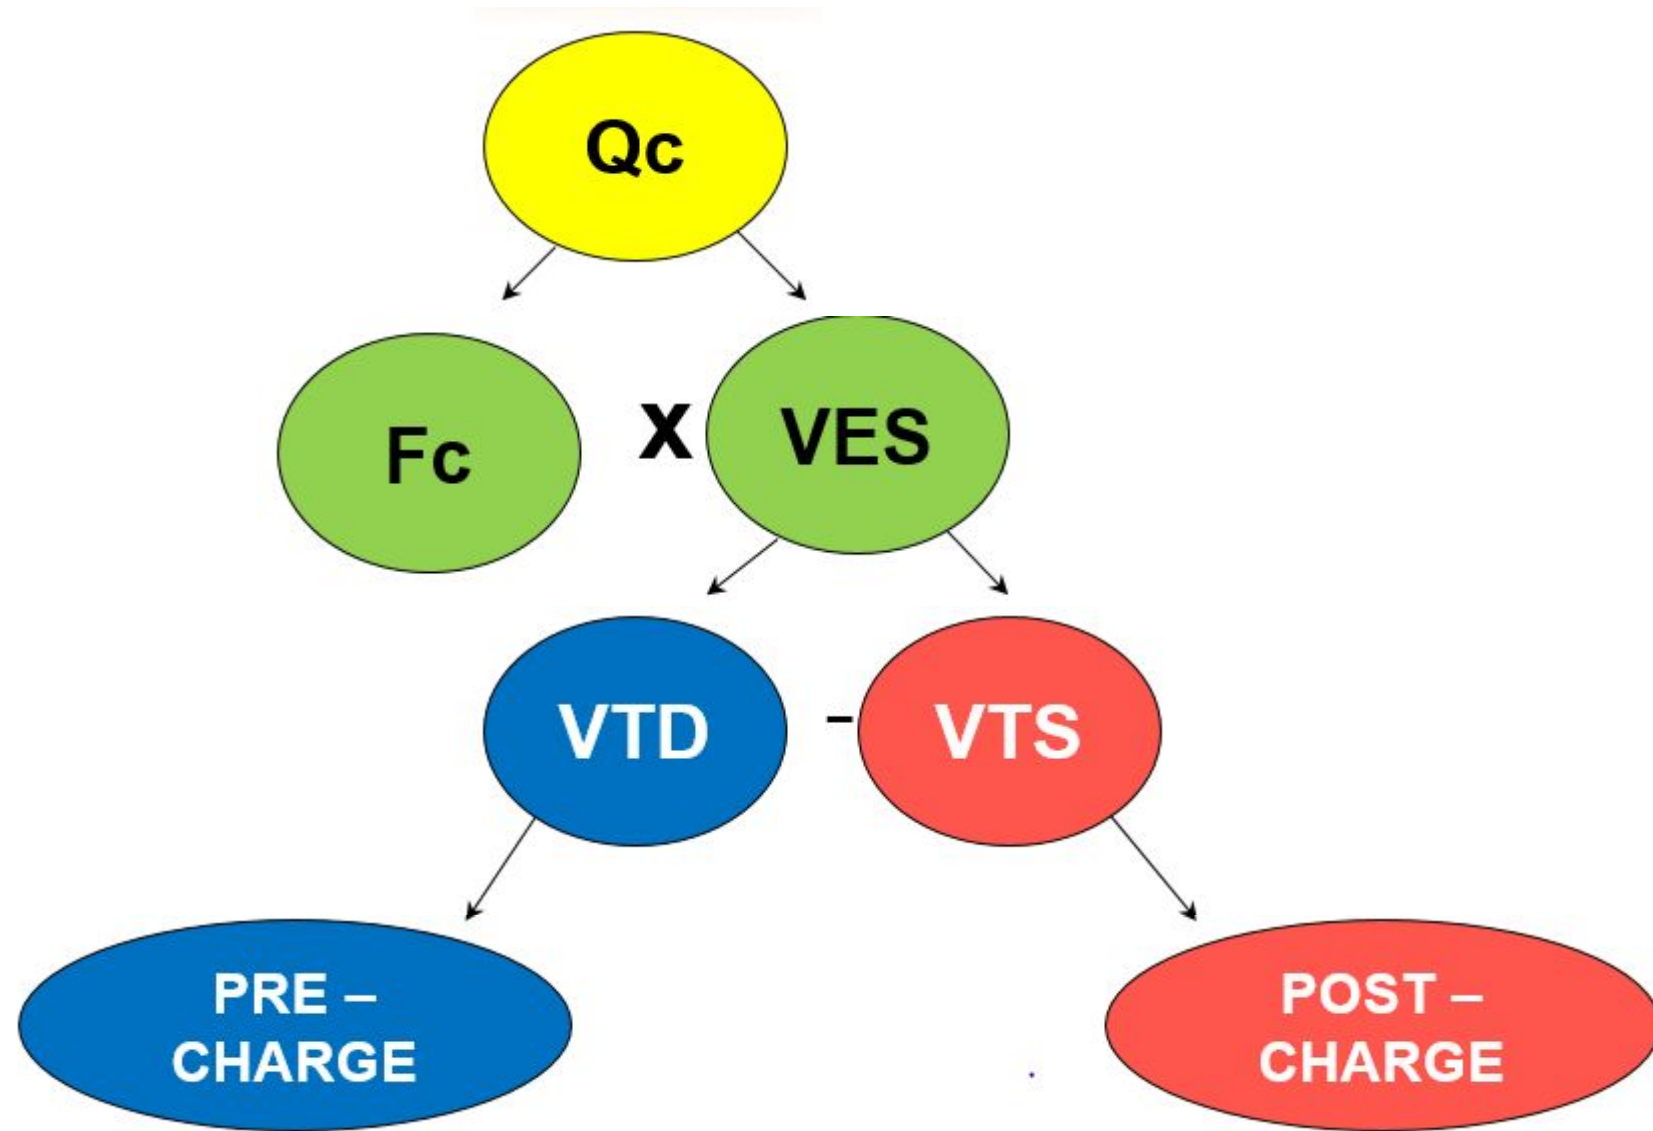 Qc
Fc
X
VES
VTD
-
VTS
PRE –
CHARGE
POST –
CHARGE